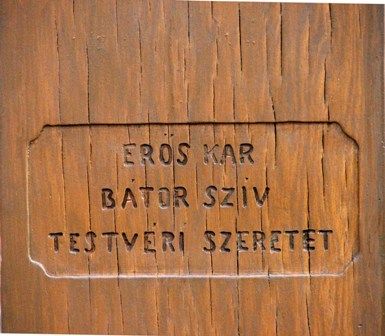 ERŐS KAR
BÁTOR SZÍV
TESTVÉRI SZERETET